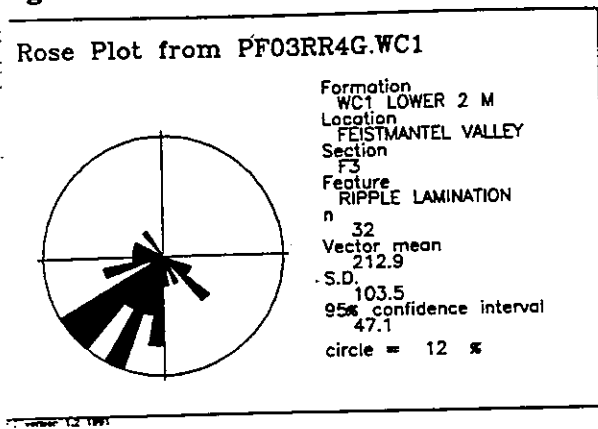 Rose Plot from PF03RR4G.WC1
Formation
WC1 LOWER 2 M
Location
FEISTMANTEL VALLEY
Section
F3
Feature
RIPPLE LAMINATION
n
32
Vector mean
212.9
S.D.
103.5
95% confidence interval
47.1
circle = 12 %